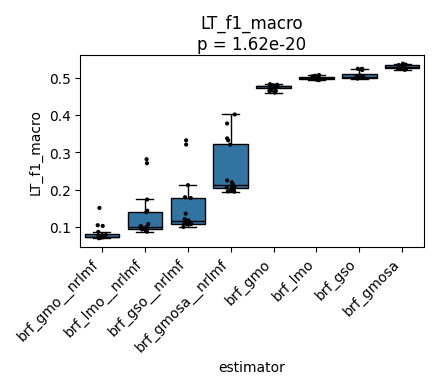 LT_f1_macro
p = 1.62e-20
LT_f1_macro
0.5
0.4
0.3
0.2
0.1
brf_gmo__nrlmf
brf_lmo__nrlmf
brf_gso__nrlmf
brf_gmosa__nrlmf
brf_gmo
brf_lmo
brf_gso
brf_gmosa
estimator